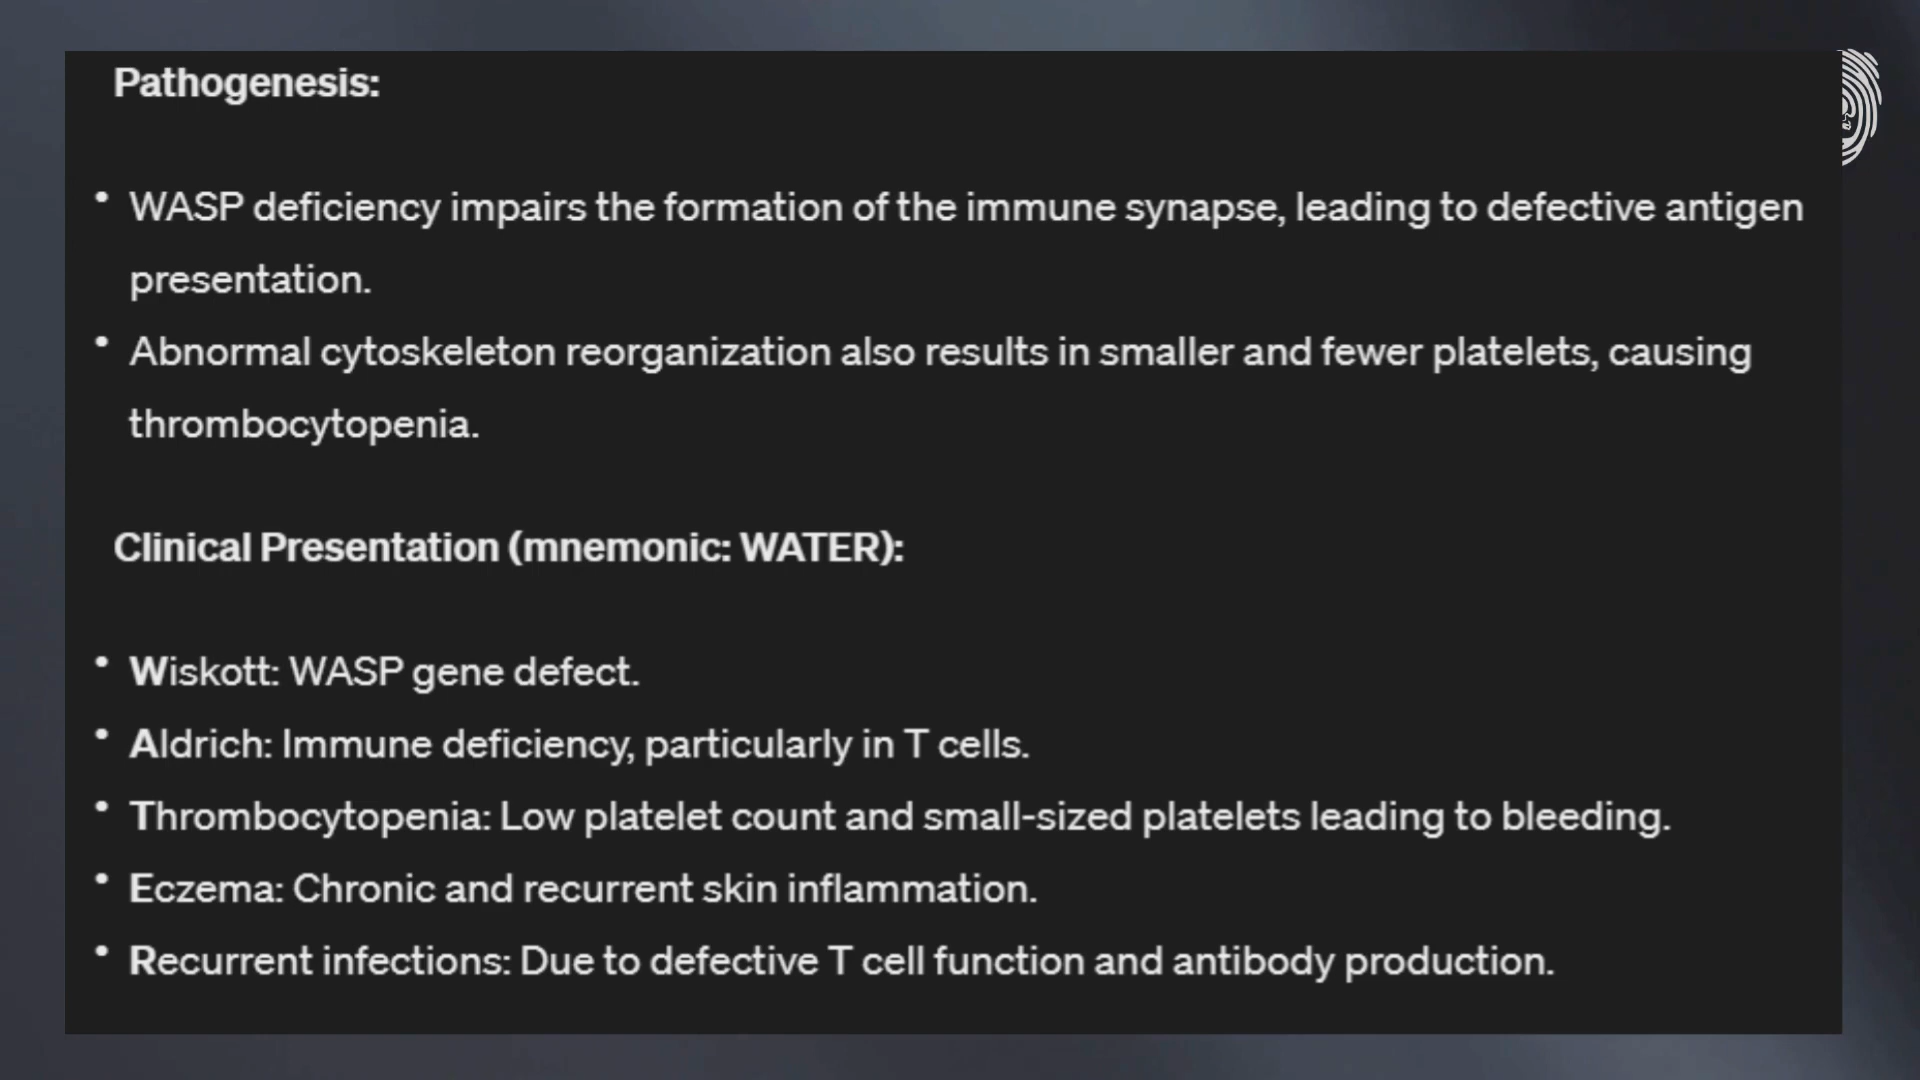 Pathogenesis:
• WASP deficiency impairs the formation of the immune synapse, leading to defective antigen
presentation.
• Abnormal cytoskeleton reorganization also results in smaller and fewer platelets, causing
thrombocytopenia.
Clinical Presentation (mnemonic: WATER):
• Wiskott: WASP gene defect.
• Aldrich: Immune deficiency, particularly in T cells.
• Thrombocytopenia: Low platelet count and small-sized platelets leading to bleeding.
• Eczema: Chronic and recurrent skin inflammation.
• Recurrent infections: Due to defective T cell function and antibody production.